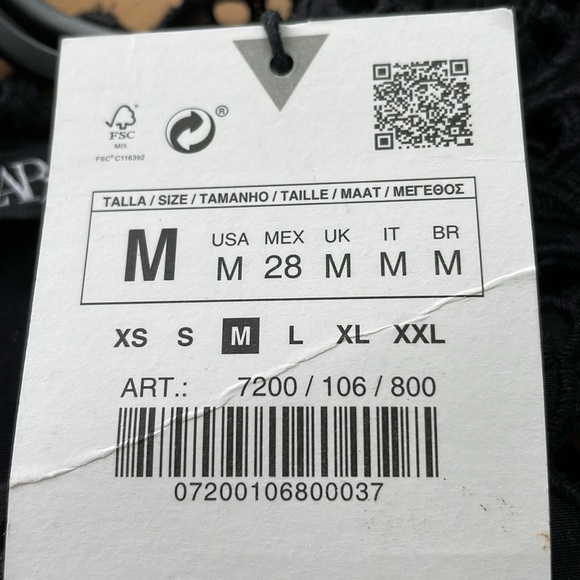 FSC
MIX
FSC® C116392
®
TALLA / SIZE / TAMANHO / TAILLE / MAAT / ΜΕΓΕΘΟΣ
M
USA MEX UK IT BR
M 28 M M M
XS S M L XL XXL
ART.: 7200 / 106 / 800
07200106800037